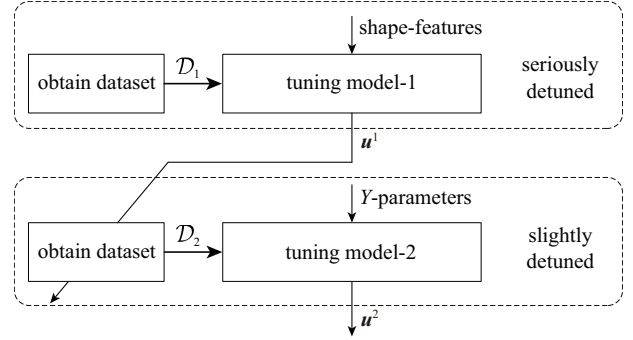 shape-features
obtain dataset
𝒟₁
tuning model-1
seriously
detuned
u¹
Y-parameters
obtain dataset
𝒟₂
tuning model-2
slightly
detuned
u²